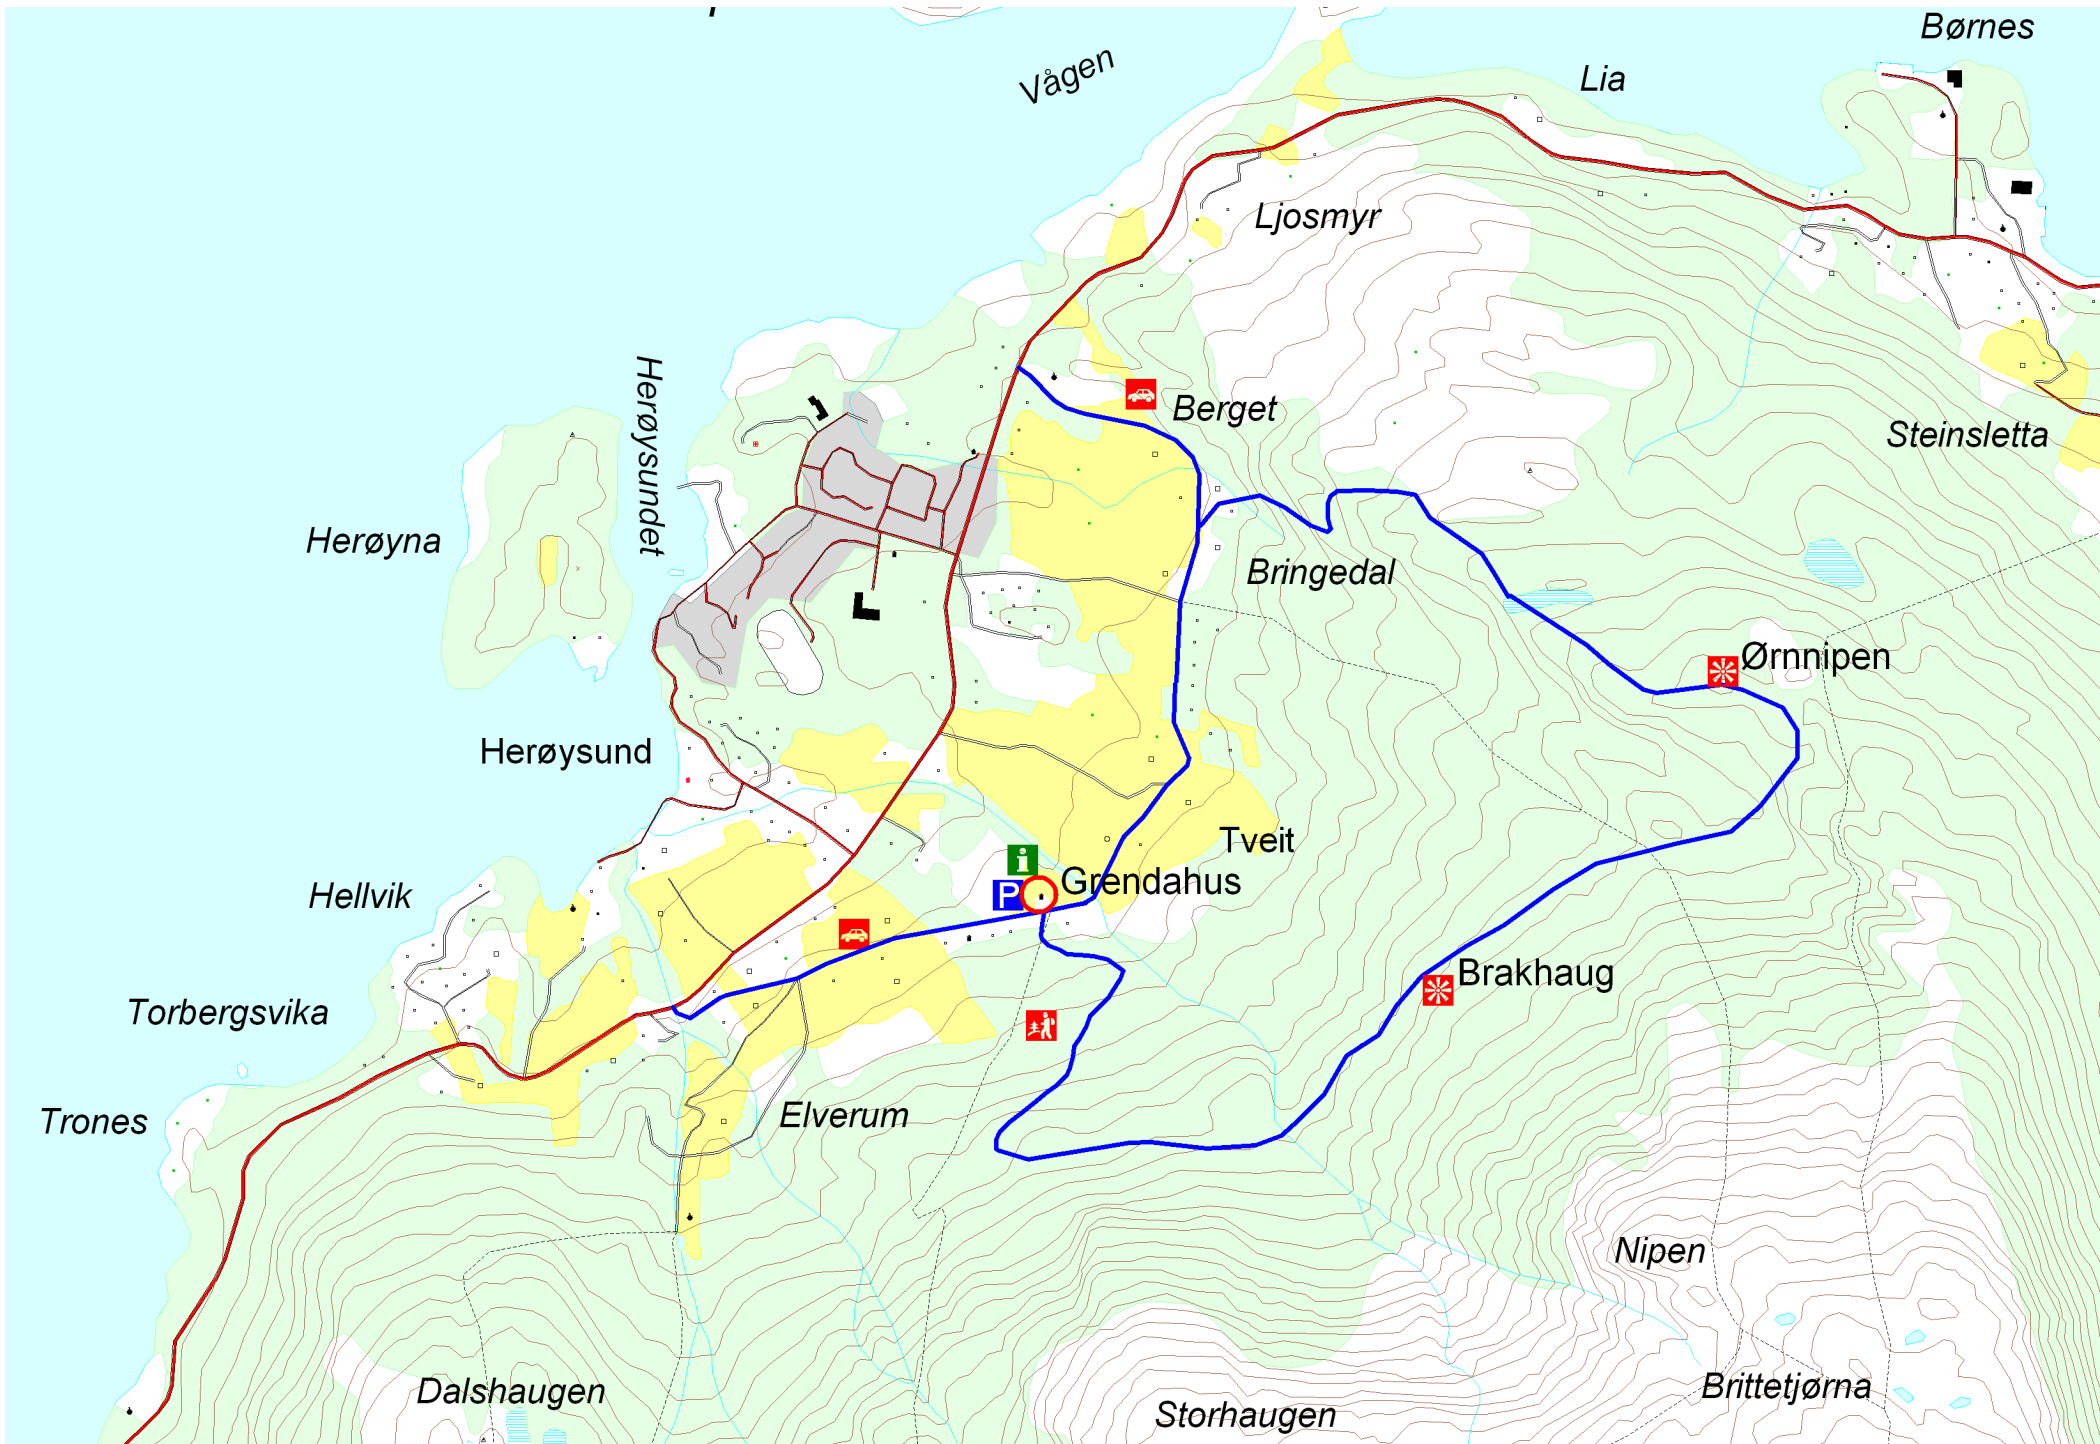 Børnes
Vågen
Lia
Ljosmyr
Herøysundet
Berget
Steinsletta
Herøyna
Bringedal
Ørnnipen
Herøysund
Tveit
i
P
Grendahus
Hellvik
Brakhaug
Torbergsvika
Trones
Elverum
Nipen
Dalshaugen
Brittetjørna
Storhaugen